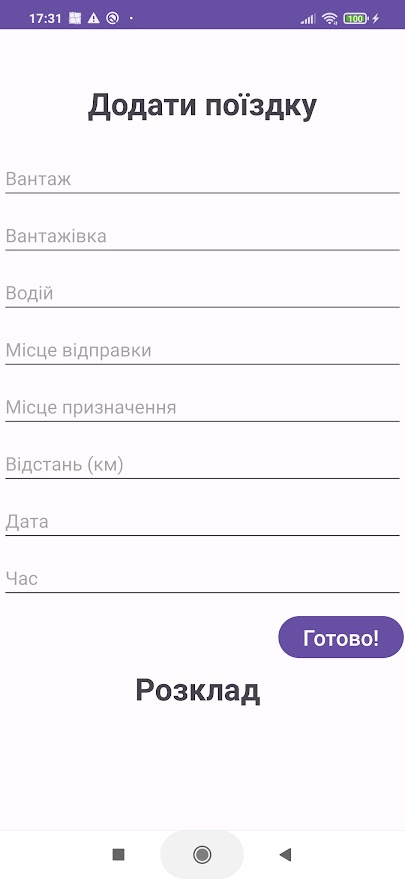 17:31
100
Додати поїздку
Вантаж
Вантажівка
Водій
Місце відправки
Місце призначення
Відстань (км)
Дата
Час
Готово!
Розклад